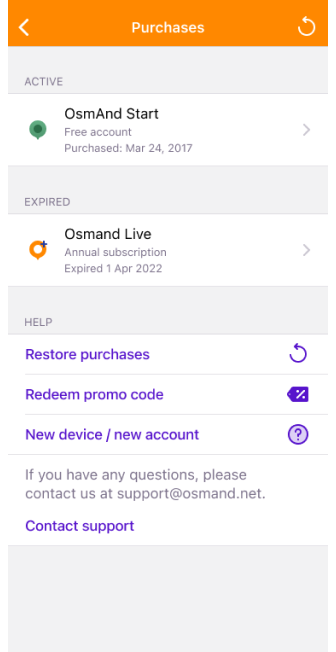 Purchases
ACTIVE
OsmAnd Start
Free account
Purchased: Mar 24, 2017
EXPIRED
Osmand Live
Annual subscription
Expired 1 Apr 2022
HELP
Restore purchases
Redeem promo code
New device / new account
If you have any questions, please
contact us at support@osmand.net.
Contact support